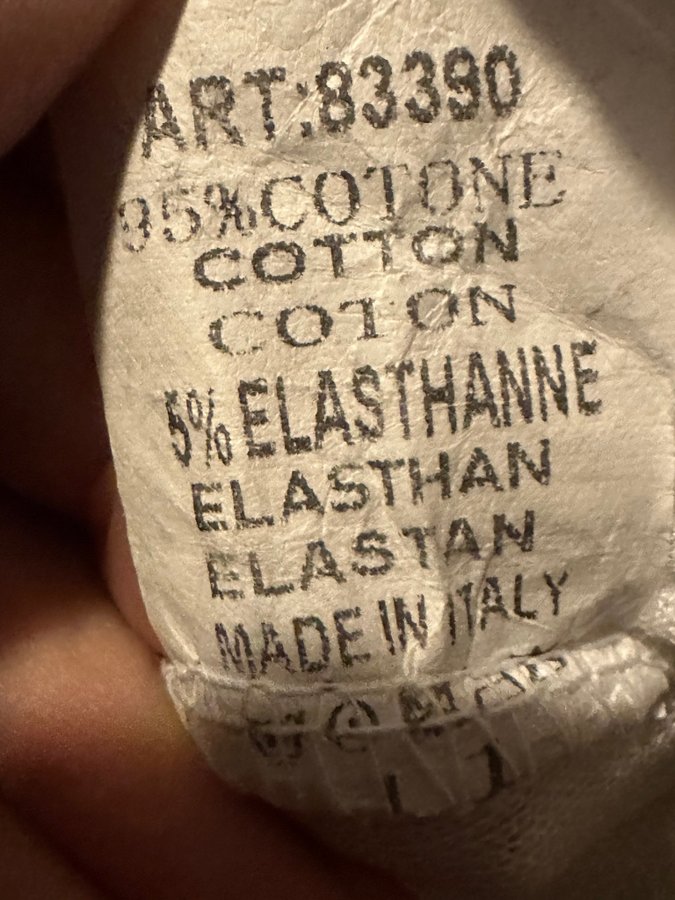 ART:83390
95%COTONE
COTTON
COTON
5%ELASTHANNE
ELASTHAN
ELASTAN
MADE IN ITALY